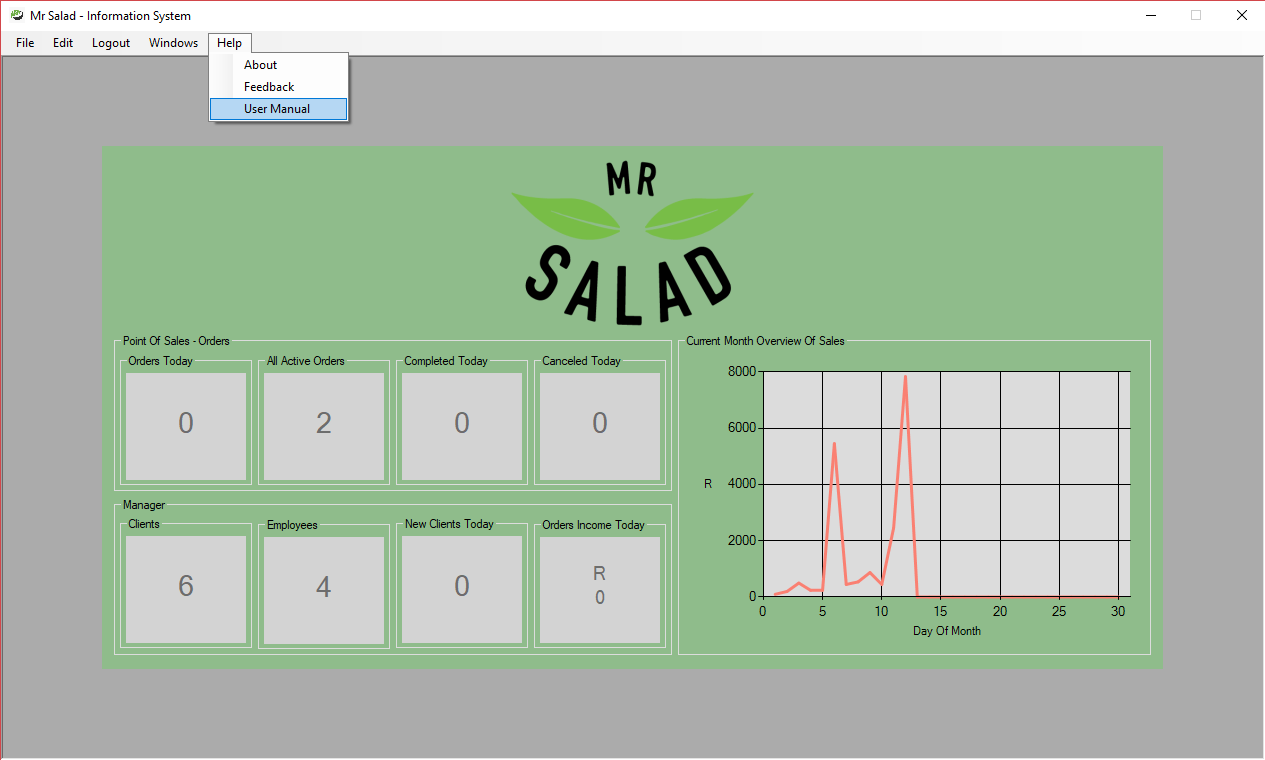 Mr Salad - Information System
File Edit Logout Windows Help
About
Feedback
User Manual
MR
SALAD
Point Of Sales - Orders
Orders Today All Active Orders Completed Today Canceled Today
0 2 0 0
Manager
Clients Employees New Clients Today Orders Income Today
6 4 0 R
0
Current Month Overview Of Sales
8000
6000
R 4000
2000
0
0 5 10 15 20 25 30
Day Of Month